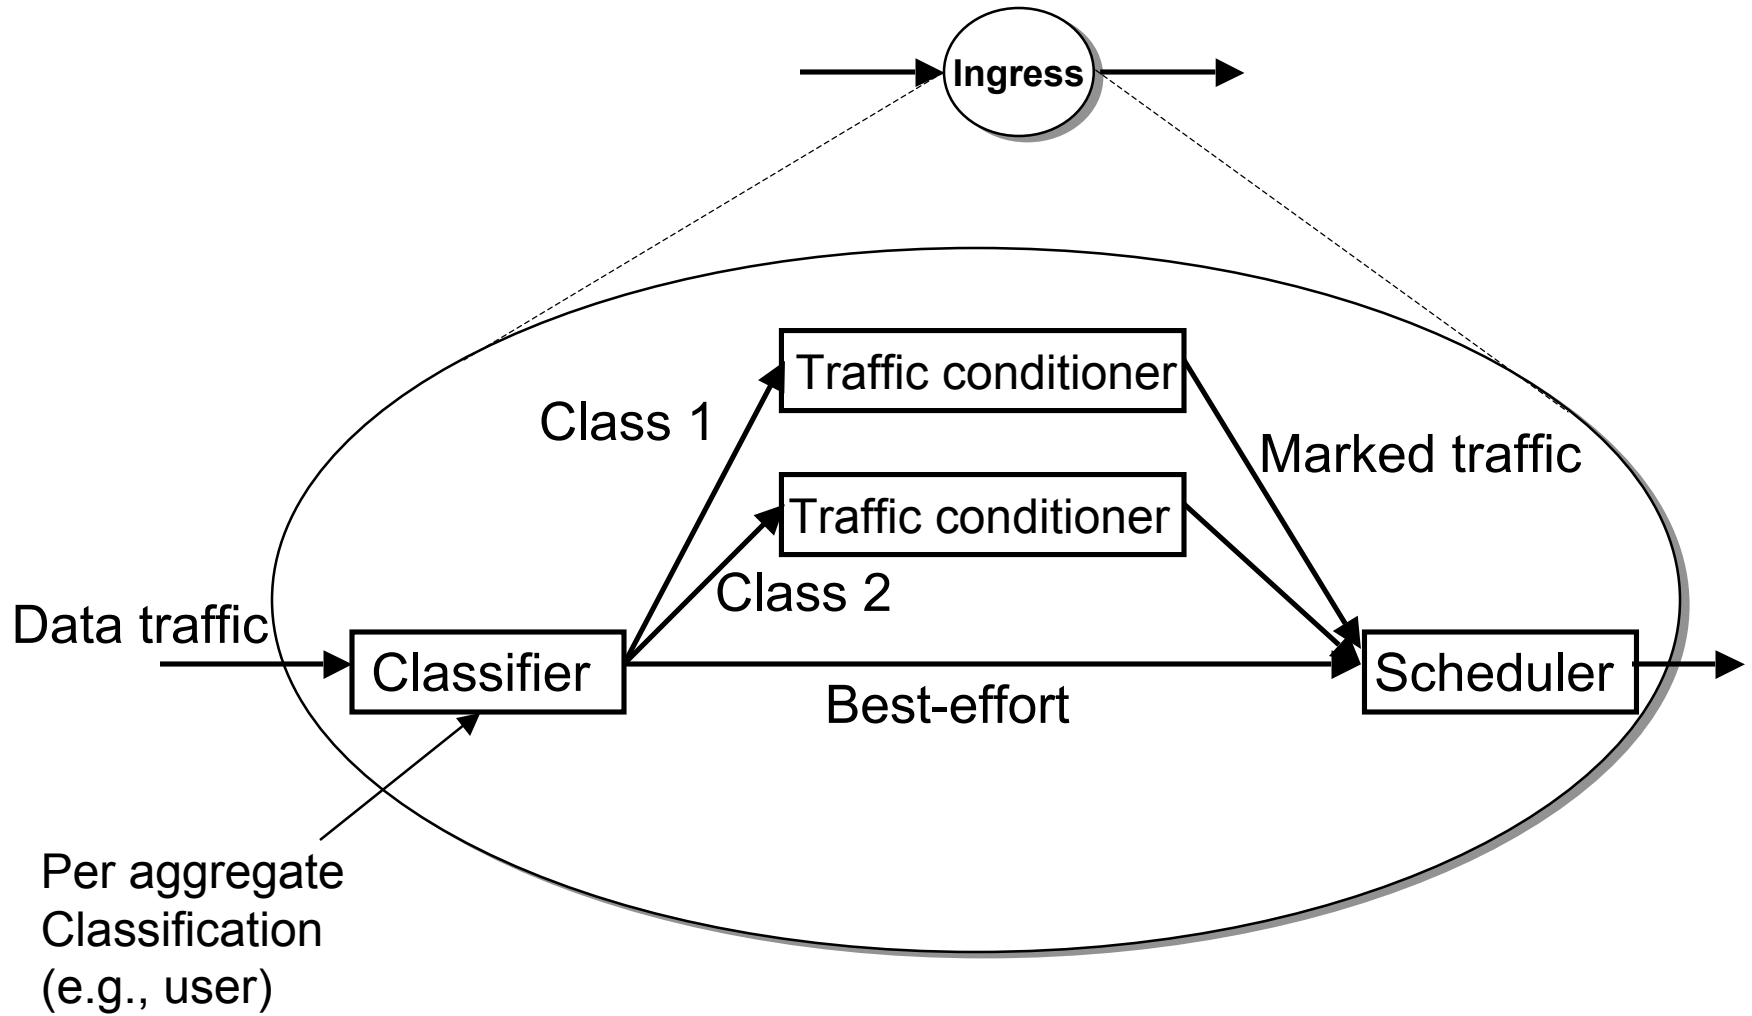 Ingress
Traffic conditioner
Class 1
Marked traffic
Traffic conditioner
Class 2
Data traffic
Classifier
Scheduler
Best-effort
Per aggregate
Classification
(e.g., user)